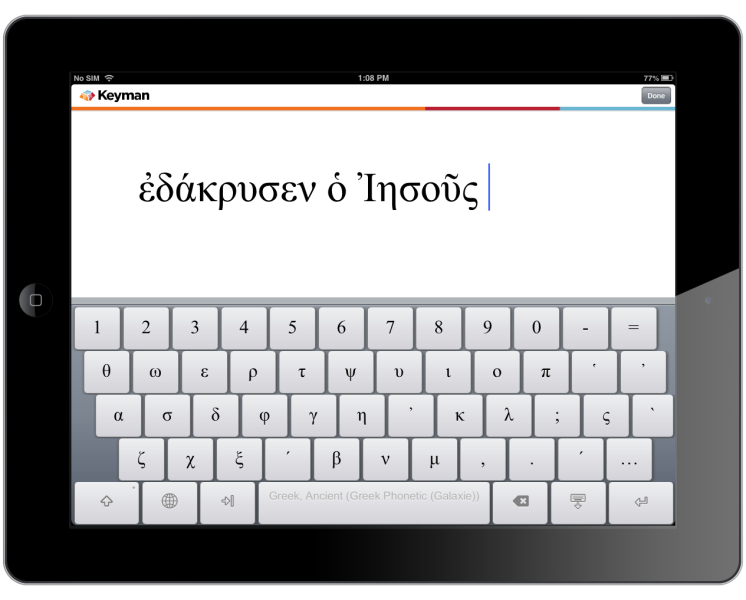 No SIM 1:08 PM 77%
Keyman Done
ἐδάκρυσεν ὁ Ἰησοῦς
1 2 3 4 5 6 7 8 9 0 - =
θ ω ε ρ τ ψ υ ι ο π ῾ ᾿
α σ δ φ γ η ᾿ κ λ ; ς `
ζ χ ξ ´ β ν μ , . ´ …
Greek, Ancient (Greek Phonetic (Galaxie))